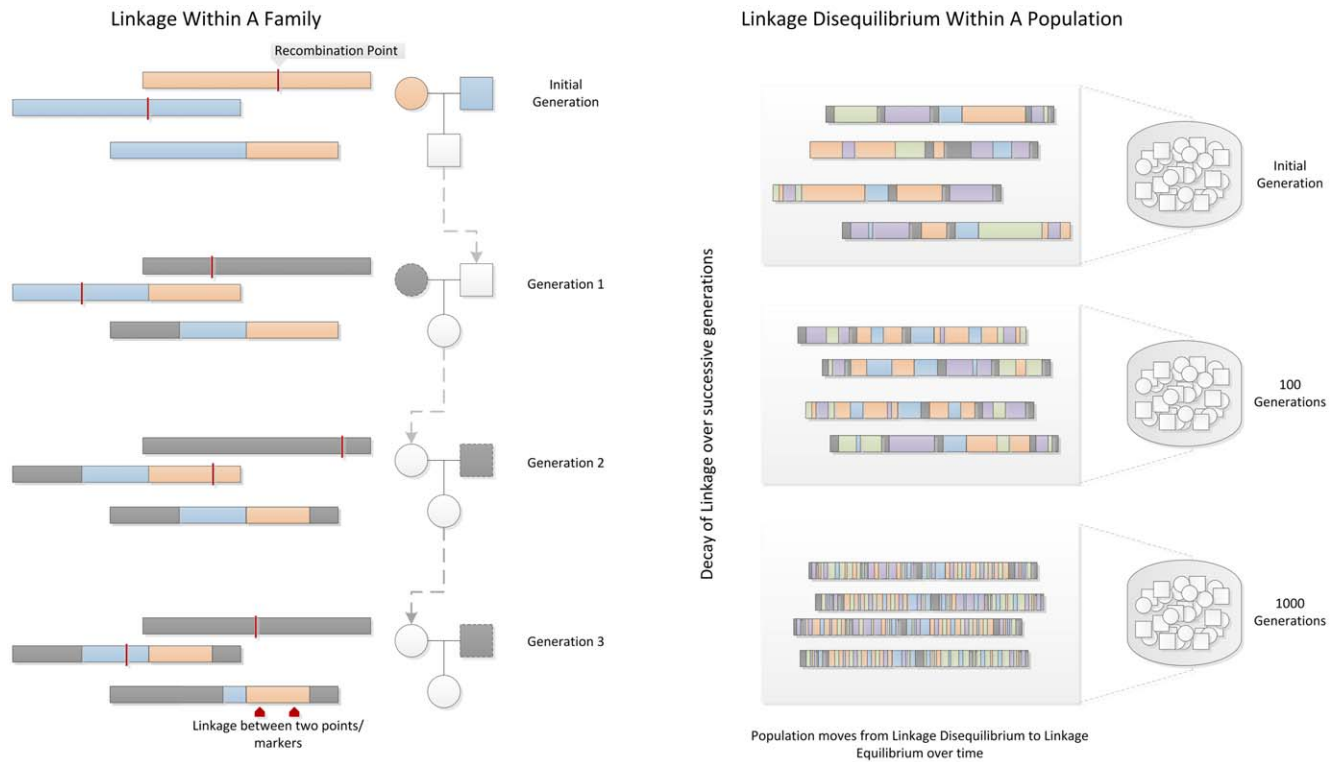 Linkage Within A Family
Recombination Point
Initial
Generation
Generation 1
Generation 2
Generation 3
Linkage between two points/
markers
Linkage Disequilibrium Within A Population
Decay of Linkage over successive generations
Initial
Generation
100
Generations
1000
Generations
Population moves from Linkage Disequilibrium to Linkage
Equilibrium over time